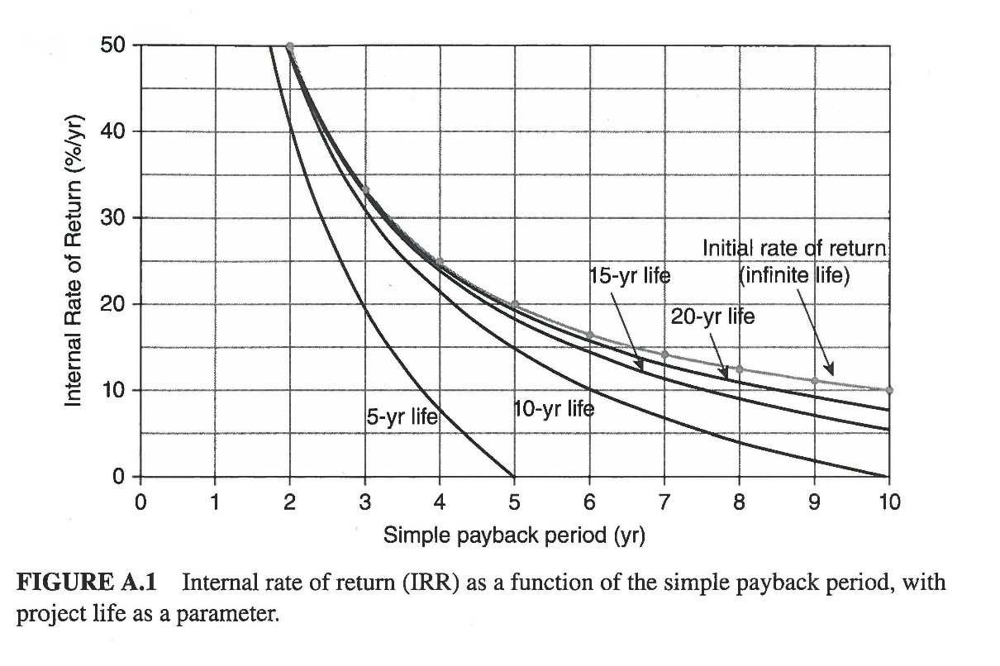 50
40
30
20
10
0
Internal Rate of Return (%/yr)
Initial rate of return
(infinite life)
15-yr life
20-yr life
5-yr life
10-yr life
0 1 2 3 4 5 6 7 8 9 10
Simple payback period (yr)
FIGURE A.1 Internal rate of return (IRR) as a function of the simple payback period, with
project life as a parameter.